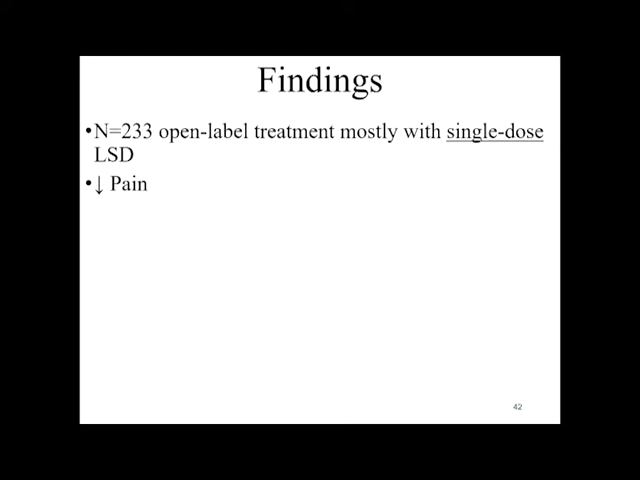 Findings
•N=233 open-label treatment mostly with single-dose
LSD
•↓ Pain
42